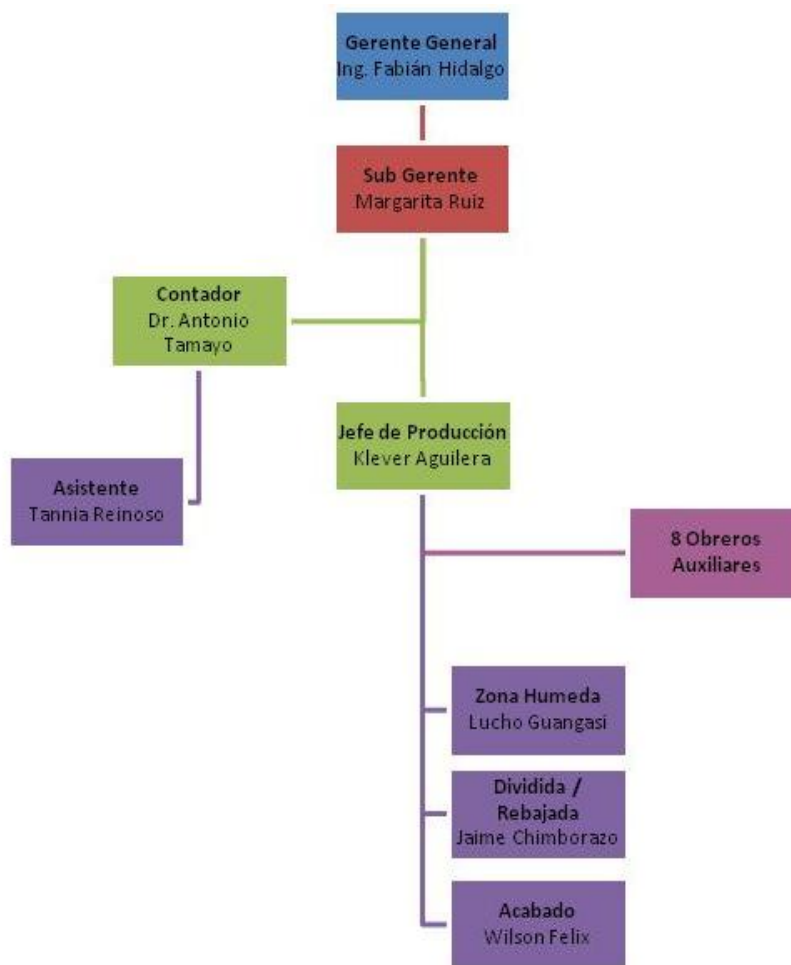 Gerente General
Ing. Fabián Hidalgo
Sub Gerente
Margarita Ruiz
Contador
Dr. Antonio
Tamayo
Jefe de Producción
Klever Aguilera
Asistente
Tannia Reinoso
8 Obreros
Auxiliares
Zona Humeda
Lucho Guangasi
Dividida /
Rebajada
Jaime Chimborazo
Acabado
Wilson Felix